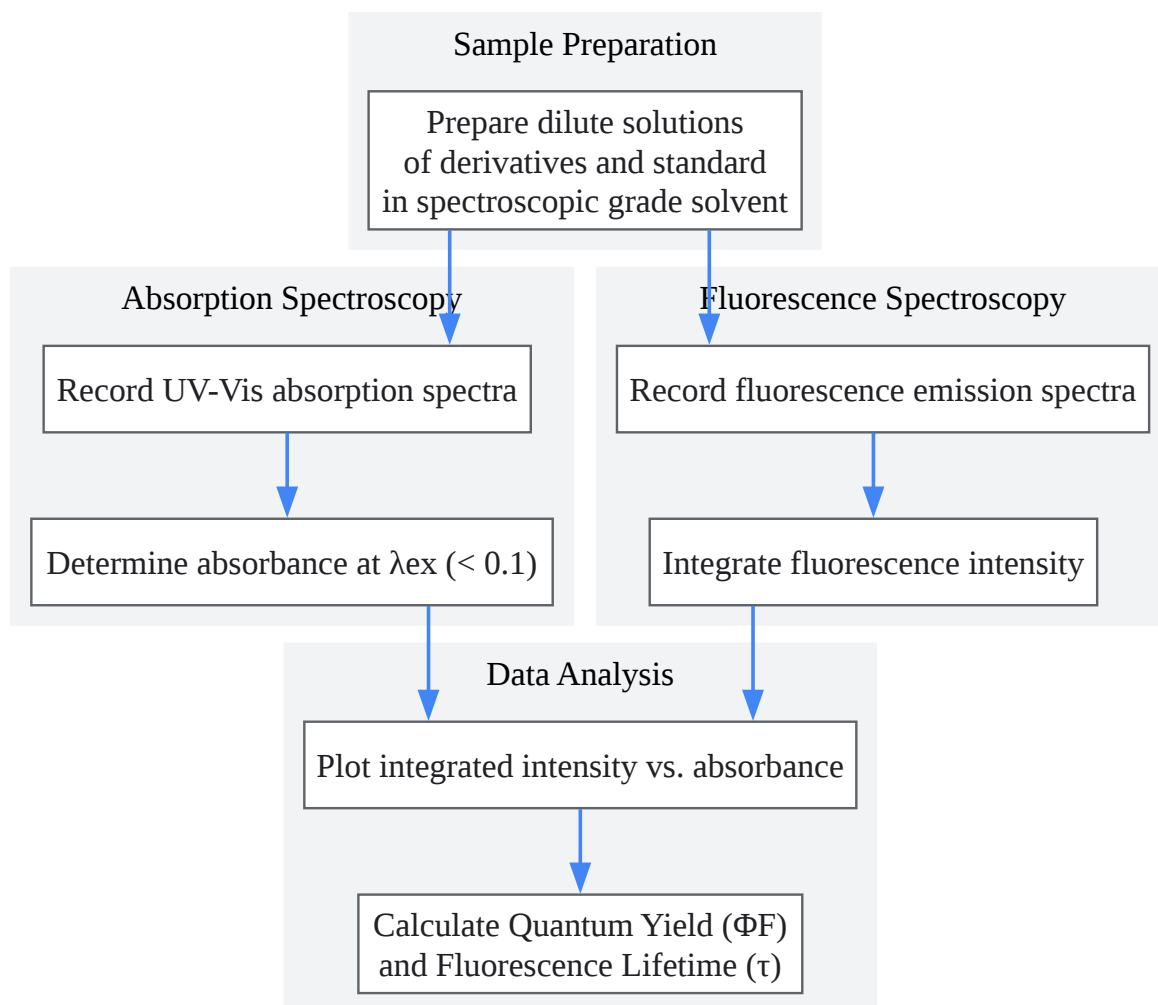 Sample Preparation
Prepare dilute solutions
of derivatives and standard
in spectroscopic grade solvent
Absorption Spectroscopy
Record UV-Vis absorption spectra
Determine absorbance at λex (< 0.1)
Fluorescence Spectroscopy
Record fluorescence emission spectra
Integrate fluorescence intensity
Data Analysis
Plot integrated intensity vs. absorbance
Calculate Quantum Yield (ΦF)
and Fluorescence Lifetime (τ)